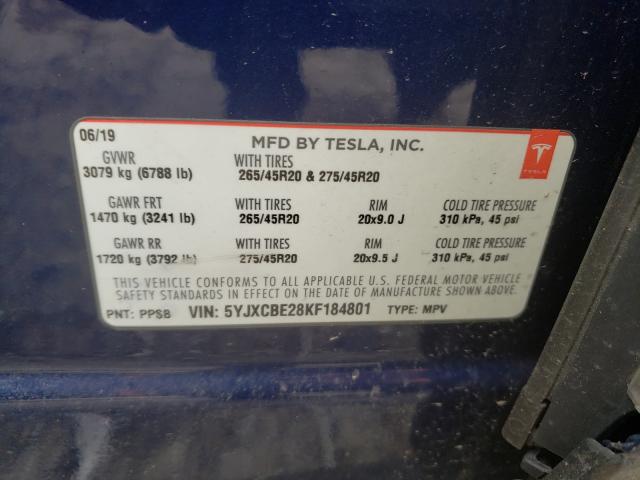 06/19
MFD BY TESLA, INC.
GVWR WITH TIRES
3079 kg (6788 lb) 265/45R20 & 275/45R20
TESLA
GAWR FRT WITH TIRES RIM COLD TIRE PRESSURE
1470 kg (3241 lb) 265/45R20 20x9.0 J 310 kPa, 45 psi
GAWR RR WITH TIRES RIM COLD TIRE PRESSURE
1720 kg (3792 lb) 275/45R20 20x9.5 J 310 kPa, 45 psi
THIS VEHICLE CONFORMS TO ALL APPLICABLE U.S. FEDERAL MOTOR VEHICLE
SAFETY STANDARDS IN EFFECT ON THE DATE OF MANUFACTURE SHOWN ABOVE.
PNT: PPSB VIN: 5YJXCBE28KF184801 TYPE: MPV